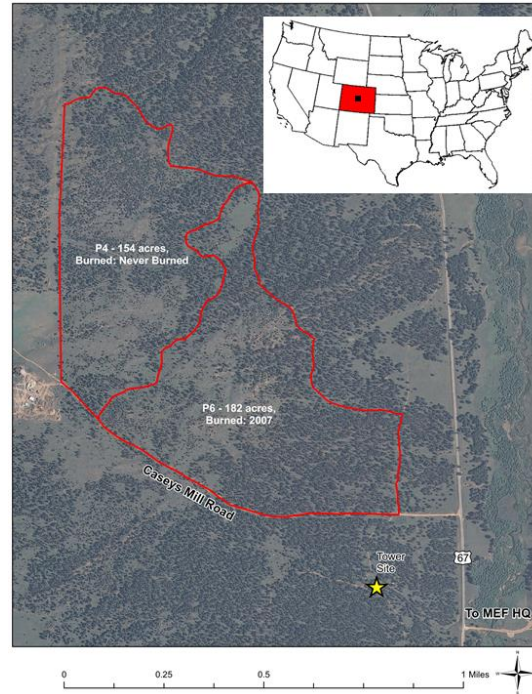 P4 - 154 acres,
Burned: Never Burned
P6 - 182 acres,
Burned: 2007
Caseys Mill Road
Tower
Site
67
To MEF HQ
0 0.25 0.5 1 Miles